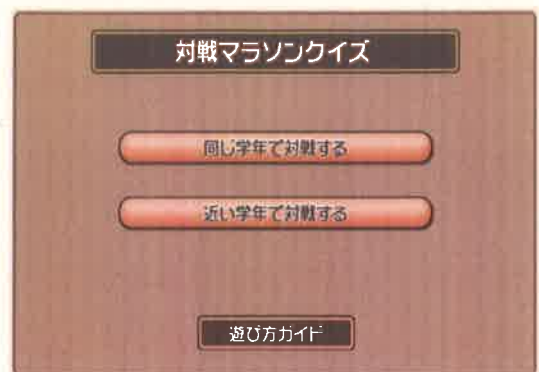 対戦マラソンクイズ
同じ学年で対戦する
近い学年で対戦する
遊び方ガイド